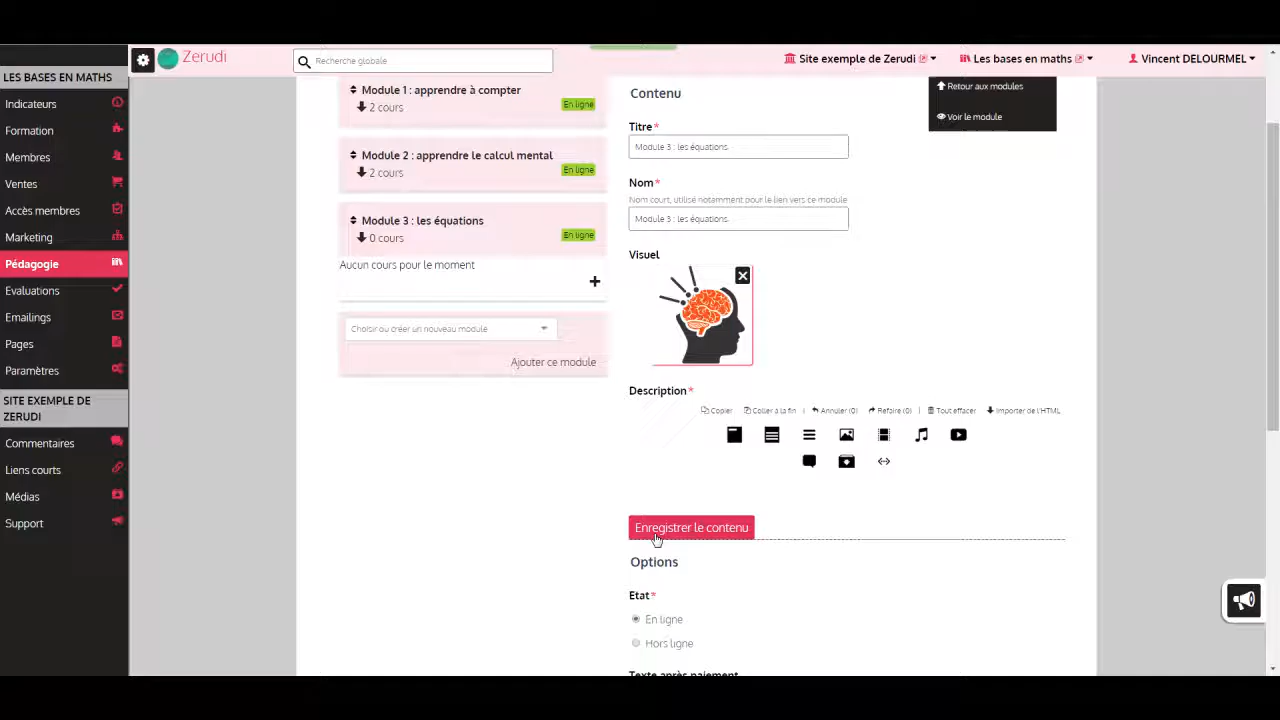 Zerudi
Recherche globale
Site exemple de Zerudi
Les bases en maths
Vincent DELOURMEL
LES BASES EN MATHS
Indicateurs
Formation
Membres
Ventes
Accès membres
Marketing
Pédagogie
Evaluations
Emailings
Pages
Paramètres
SITE EXEMPLE DE
ZERUDI
Commentaires
Liens courts
Médias
Support
Module 1 : apprendre à compter
2 cours
En ligne
Module 2 : apprendre le calcul mental
2 cours
En ligne
Module 3 : les équations
0 cours
En ligne
Aucun cours pour le moment
Choisir ou créer un nouveau module
Ajouter ce module
Contenu
Titre*
Module 3 : les équations.
Nom*
Nom court, utilisé notamment pour le lien vers ce module
Module 3 : les équations.
Visuel
Description*
Copier
Coller à la fin
Annuler (0)
Refaire (0)
Tout effacer
Importer de l'HTML
Enregistrer le contenu
Options
Etat*
En ligne
Hors ligne
Texte après paiement
Retour aux modules
Voir le module